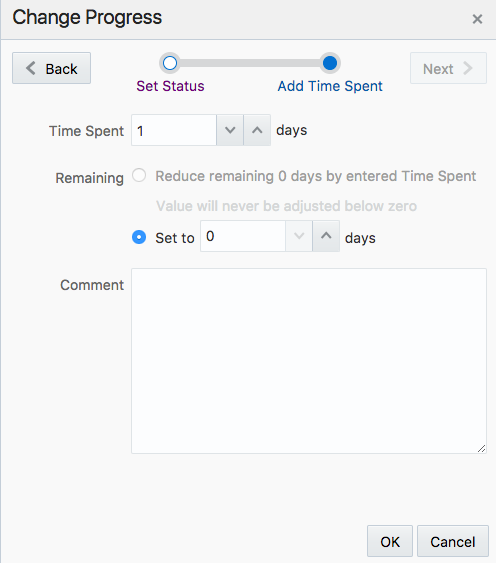 Change Progress ×
Back Next
Set Status Add Time Spent
Time Spent 1 days
Remaining Reduce remaining 0 days by entered Time Spent
Value will never be adjusted below zero
Set to 0 days
Comment
OK Cancel